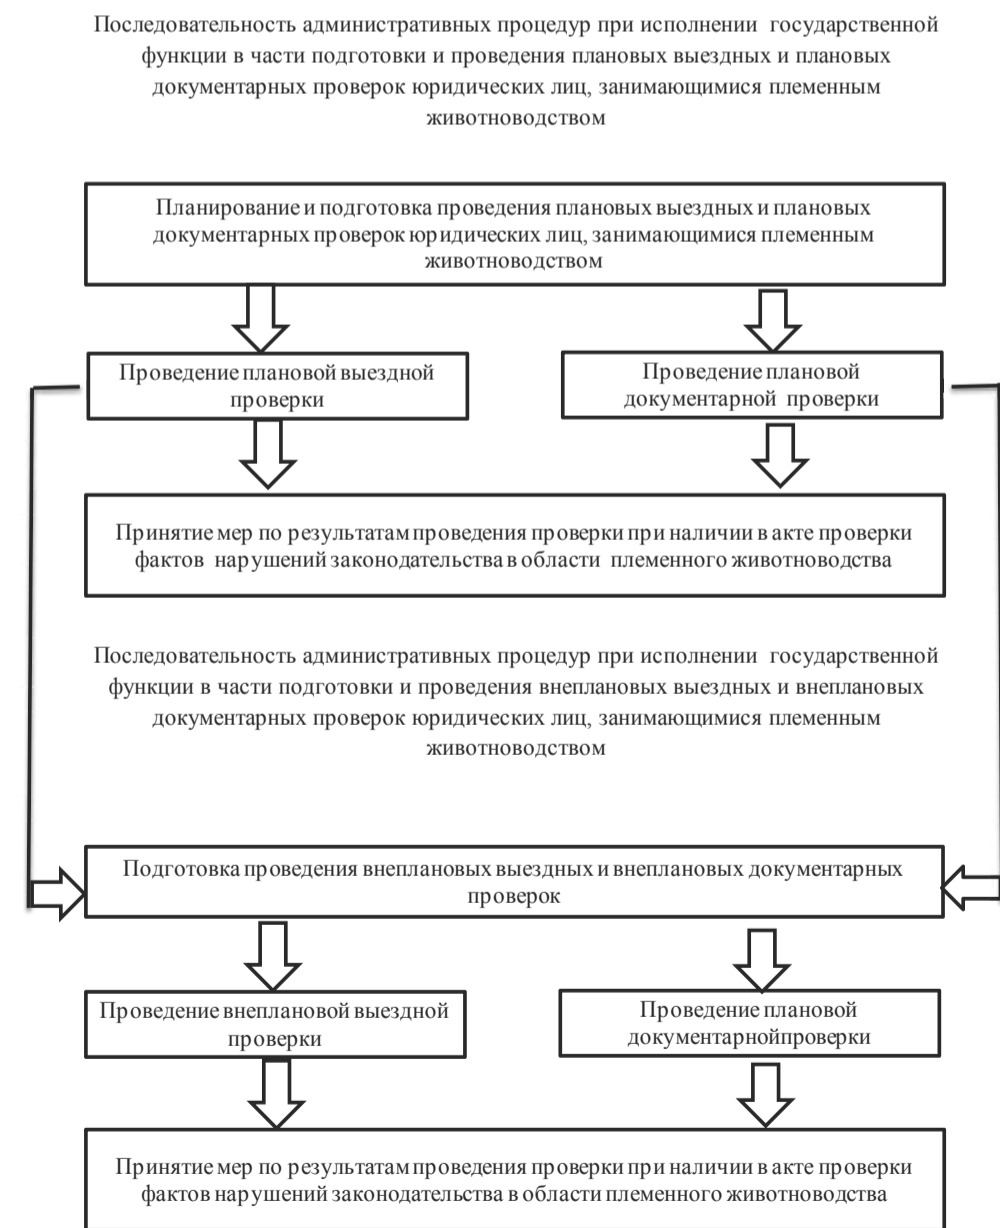 Последовательность административных процедур при исполнении государственной
функции в части подготовки и проведения плановых выездных и плановых
документарных проверок юридических лиц, занимающимися племенным
животноводством
Планирование и подготовка проведения плановых выездных и плановых
документарных проверок юридических лиц, занимающимися племенным
животноводством
Проведение плановой выездной
проверки
Проведение плановой
документарной проверки
Принятие мер по результатам проведения проверки при наличии в акте проверки
фактов нарушений законодательства в области племенного животноводства
Последовательность административных процедур при исполнении государственной
функции в части подготовки и проведения внеплановых выездных и внеплановых
документарных проверок юридических лиц, занимающимися племенным
животноводством
Подготовка проведения внеплановых выездных и внеплановых документарных
проверок
Проведение внеплановой выездной
проверки
Проведение плановой
документарнойпроверки
Принятие мер по результатам проведения проверки при наличии в акте проверки
фактов нарушений законодательства в области племенного животноводства